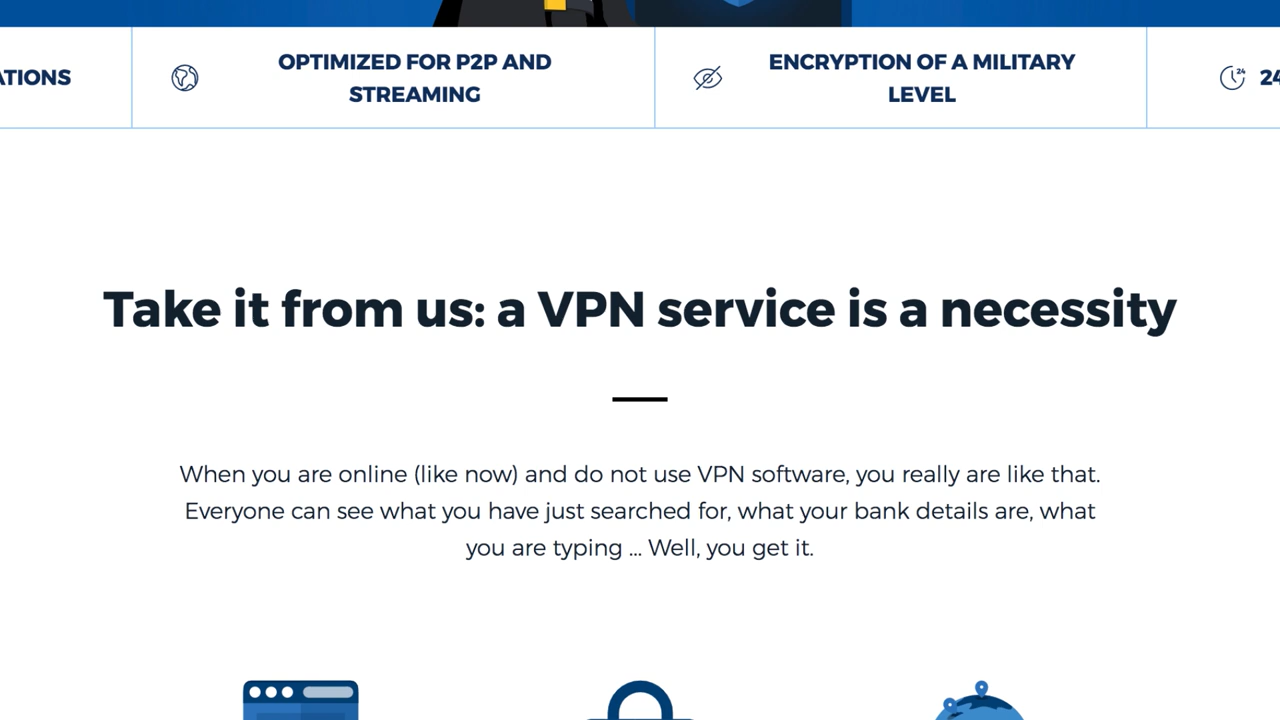 ATIONS
OPTIMIZED FOR P2P AND
STREAMING
ENCRYPTION OF A MILITARY
LEVEL
24
24
Take it from us: a VPN service is a necessity
When you are online (like now) and do not use VPN software, you really are like that.
Everyone can see what you have just searched for, what your bank details are, what
you are typing ... Well, you get it.